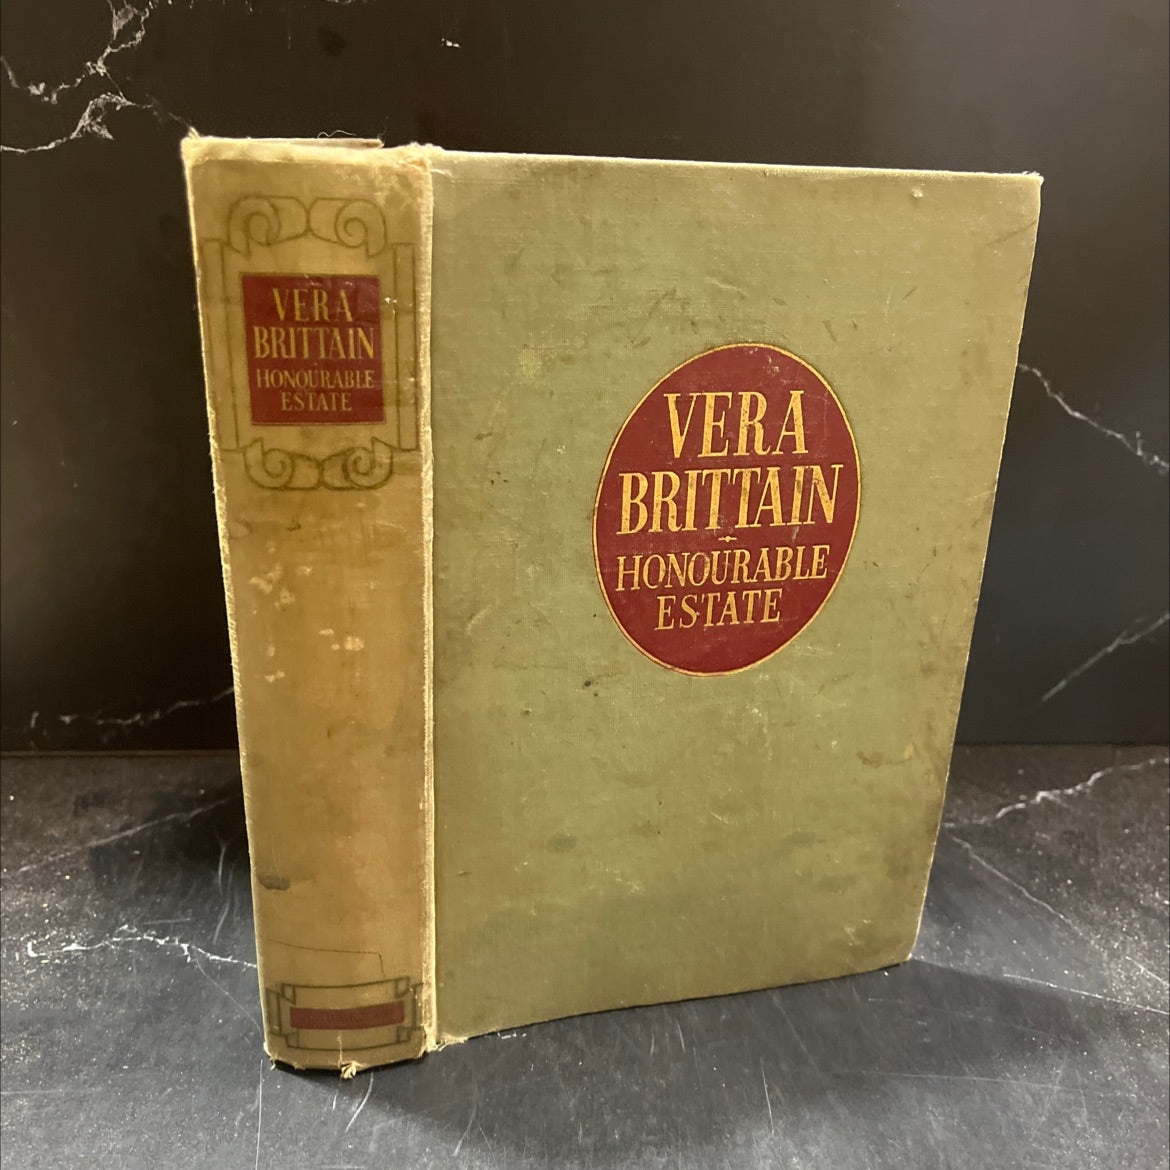 VERA
BRITTAIN
HONOURABLE
ESTATE
VERA
BRITTAIN
HONOURABLE
ESTATE